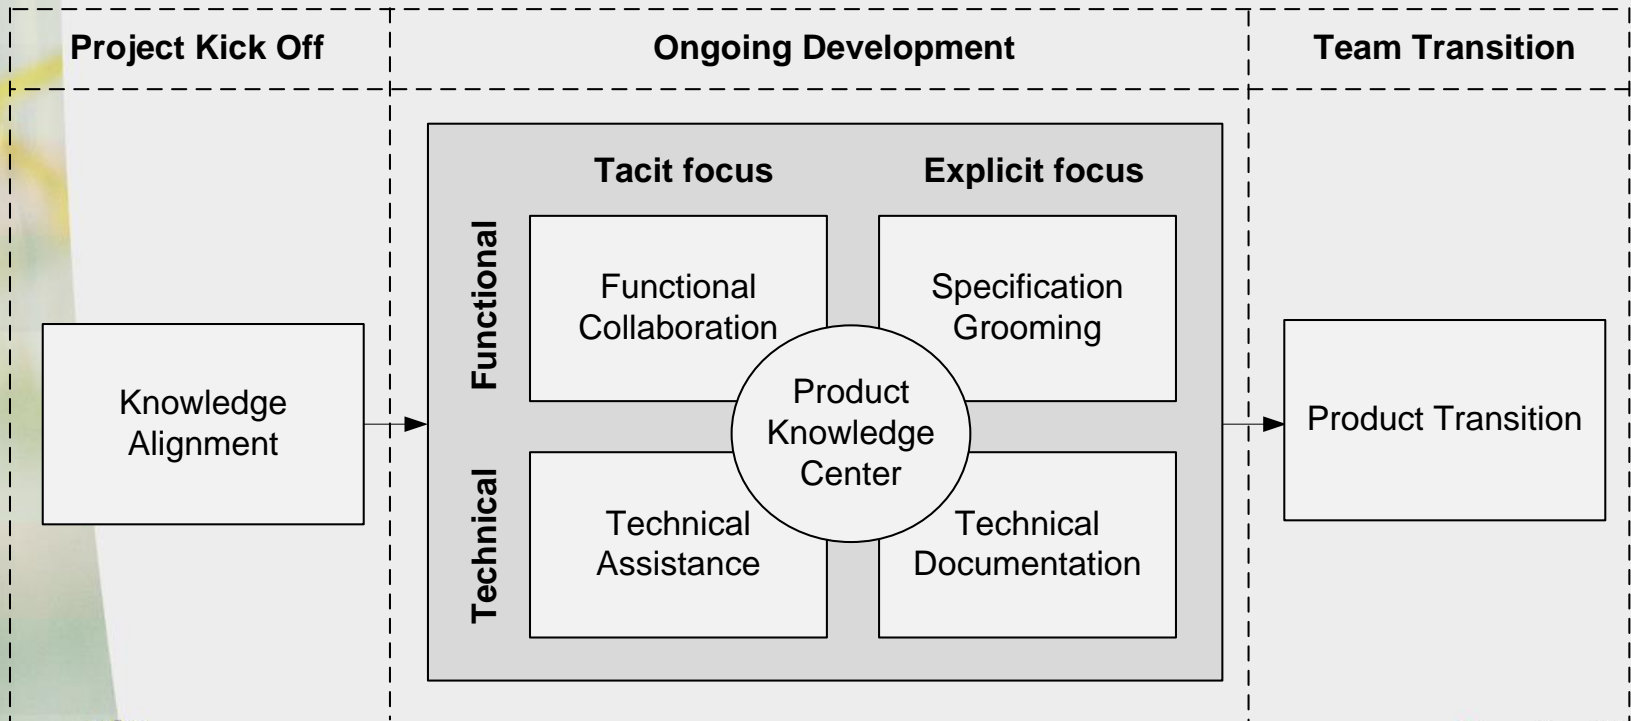 Project Kick Off
Ongoing Development
Team Transition
Tacit focus
Explicit focus
Functional
Functional
Collaboration
Specification
Grooming
Knowledge
Alignment
Product
Knowledge
Center
Product Transition
Technical
Technical
Assistance
Technical
Documentation